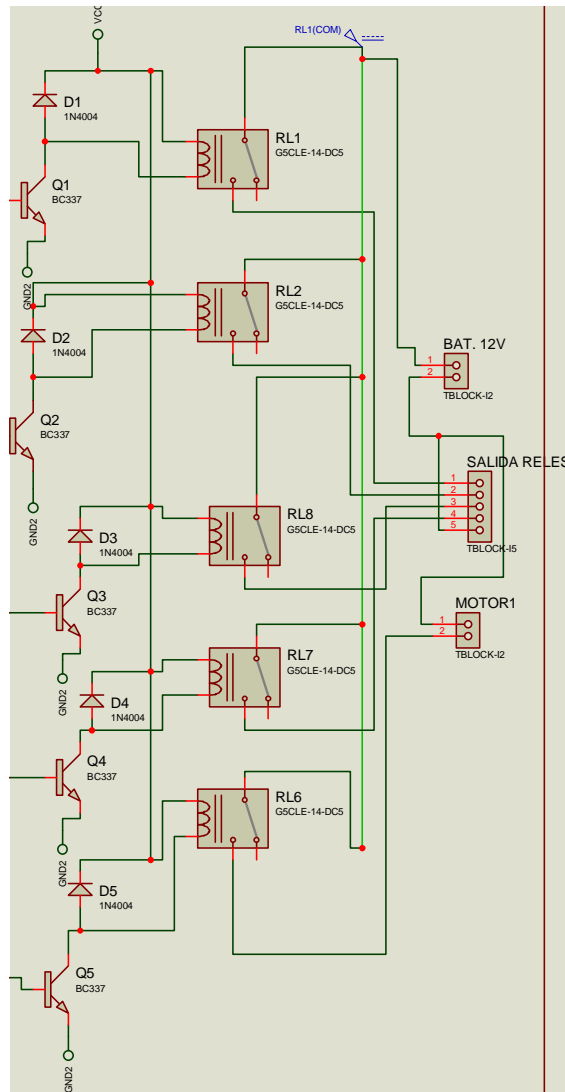 VCC
RL1(COM)
D1
1N4004
RL1
G5CLE-14-DC5
Q1
BC337
GND2
RL2
G5CLE-14-DC5
D2
1N4004
BAT. 12V
1
2
TBLOCK-I2
Q2
BC337
GND2
SALIDA RELES
1
2
3
4
5
TBLOCK-I5
RL8
G5CLE-14-DC5
D3
1N4004
Q3
BC337
GND2
MOTOR1
1
2
TBLOCK-I2
RL7
G5CLE-14-DC5
D4
1N4004
Q4
BC337
GND2
RL6
G5CLE-14-DC5
D5
1N4004
Q5
BC337
GND2